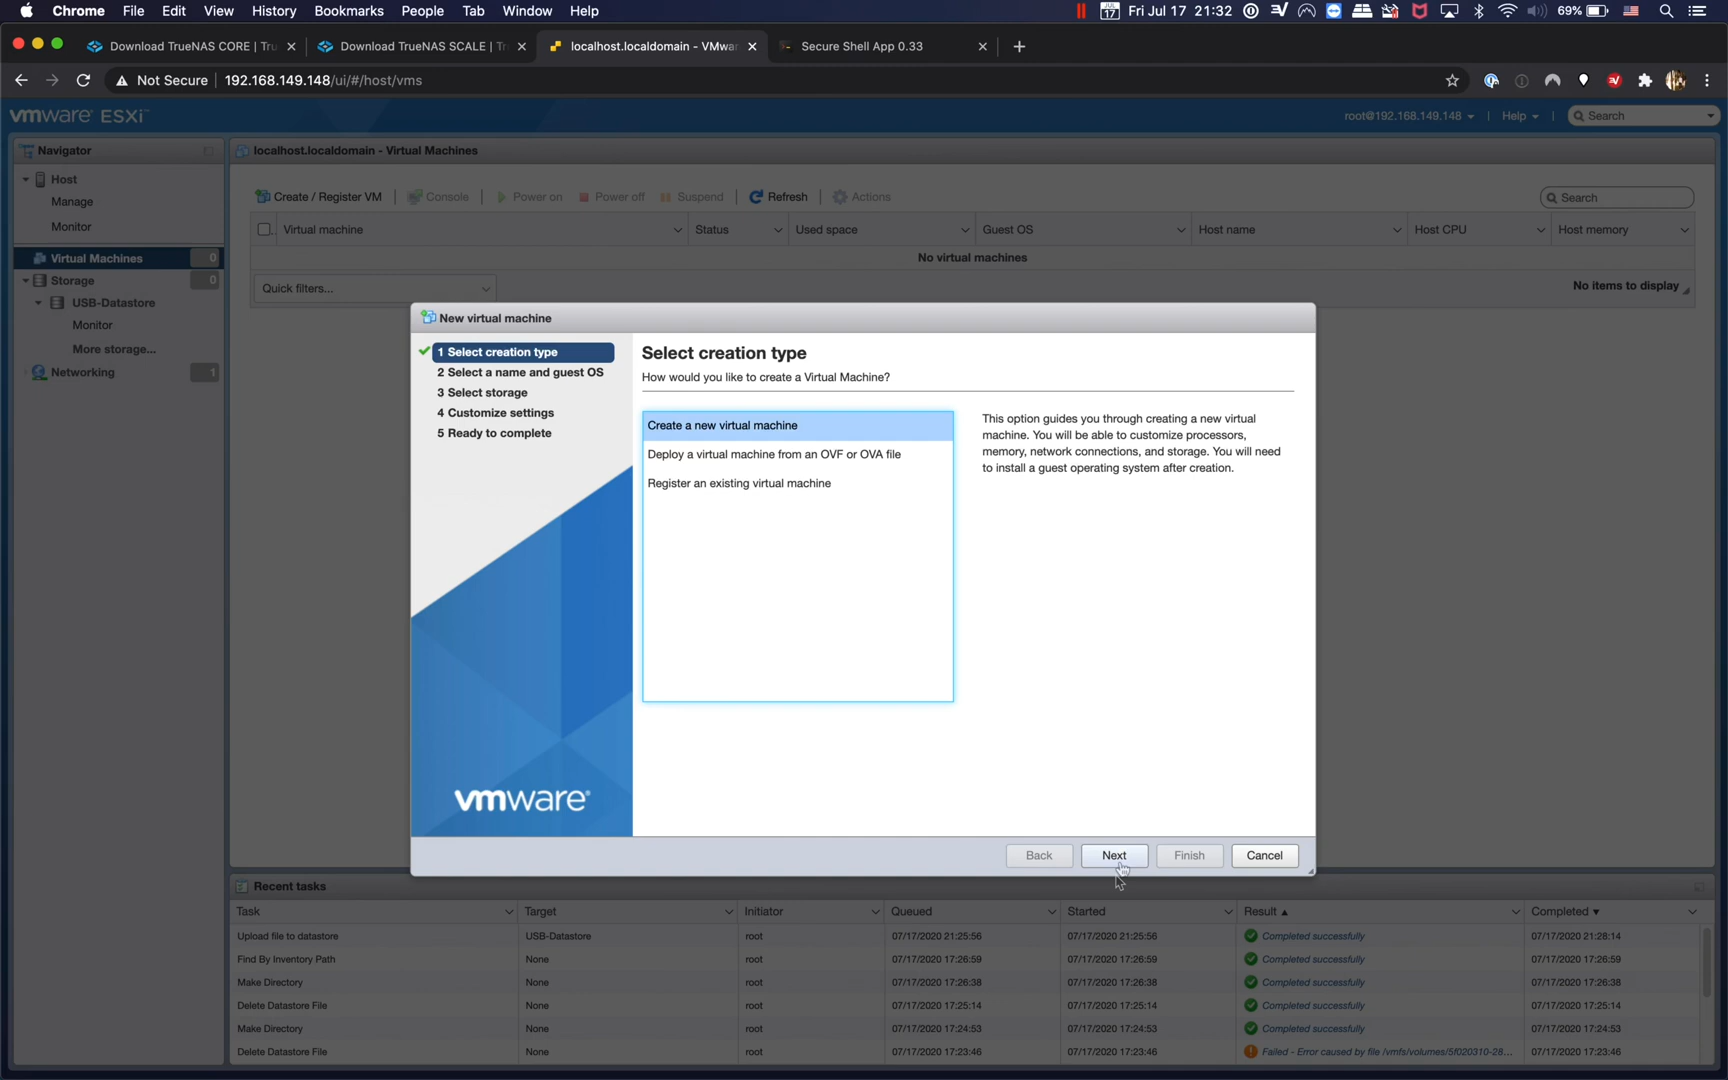 Chrome File Edit View History Bookmarks People Tab Window Help
JUL 17 Fri Jul 17 21:32 69%
Download TrueNAS CORE | Tru
Download TrueNAS SCALE | Tr
localhost.localdomain - VMwar
Secure Shell App 0.33
Not Secure 192.168.149.148/ui/#/host/vms
vmware ESXi™
root@192.168.149.148 | Help | Search
Navigator
Host
Manage
Monitor
Virtual Machines 0
Storage 0
USB-Datastore
Monitor
More storage...
Networking 1
localhost.localdomain - Virtual Machines
Create / Register VM | Console | Power on Power off Suspend | Refresh | Actions
Search
Virtual machine Status Used space Guest OS Host name Host CPU Host memory
No virtual machines
Quick filters...
No items to display
New virtual machine
1 Select creation type
2 Select a name and guest OS
3 Select storage
4 Customize settings
5 Ready to complete
vmware®
Select creation type
How would you like to create a Virtual Machine?
Create a new virtual machine
Deploy a virtual machine from an OVF or OVA file
Register an existing virtual machine
This option guides you through creating a new virtual
machine. You will be able to customize processors,
memory, network connections, and storage. You will need
to install a guest operating system after creation.
Back Next Finish Cancel
Recent tasks
Task Target Initiator Queued Started Result Completed
Upload file to datastore USB-Datastore root 07/17/2020 21:25:56 07/17/2020 21:25:56 Completed successfully 07/17/2020 21:28:14
Find By Inventory Path None root 07/17/2020 17:26:59 07/17/2020 17:26:59 Completed successfully 07/17/2020 17:26:59
Make Directory None root 07/17/2020 17:26:38 07/17/2020 17:26:38 Completed successfully 07/17/2020 17:26:38
Delete Datastore File None root 07/17/2020 17:25:14 07/17/2020 17:25:14 Completed successfully 07/17/2020 17:25:14
Make Directory None root 07/17/2020 17:24:53 07/17/2020 17:24:53 Completed successfully 07/17/2020 17:24:53
Delete Datastore File None root 07/17/2020 17:23:46 07/17/2020 17:23:46 Failed - Error caused by file /vmfs/volumes/5f020310-28... 07/17/2020 17:23:46